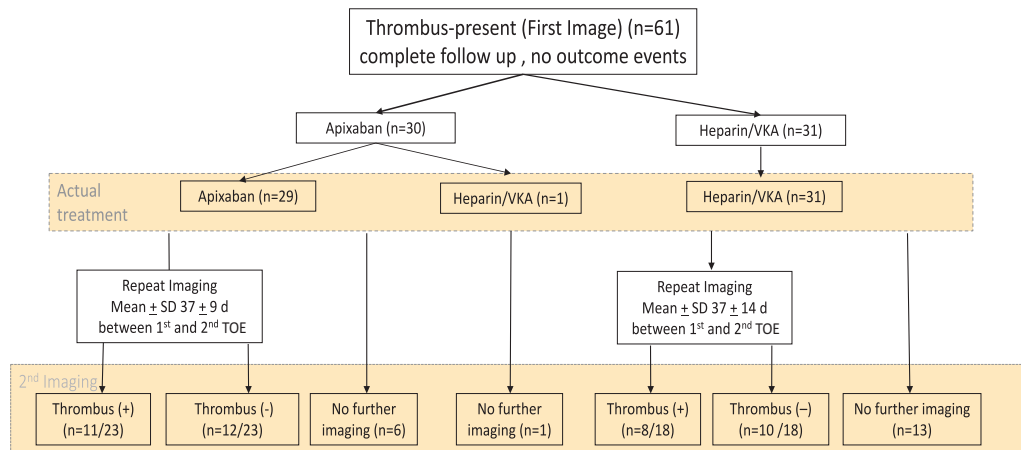 Thrombus-present (First Image) (n=61)
complete follow up , no outcome events
Apixaban (n=30)
Heparin/VKA (n=31)
Actual
treatment
Apixaban (n=29)
Heparin/VKA (n=1)
Heparin/VKA (n=31)
Repeat Imaging
Mean ± SD 37 ± 9 d
between 1st and 2nd TOE
Repeat Imaging
Mean ± SD 37 ± 14 d
between 1st and 2nd TOE
2nd Imaging
Thrombus (+)
(n=11/23)
Thrombus (-)
(n=12/23)
No further
imaging (n=6)
No further
imaging (n=1)
Thrombus (+)
(n=8/18)
Thrombus (–)
(n=10 /18)
No further imaging
(n=13)